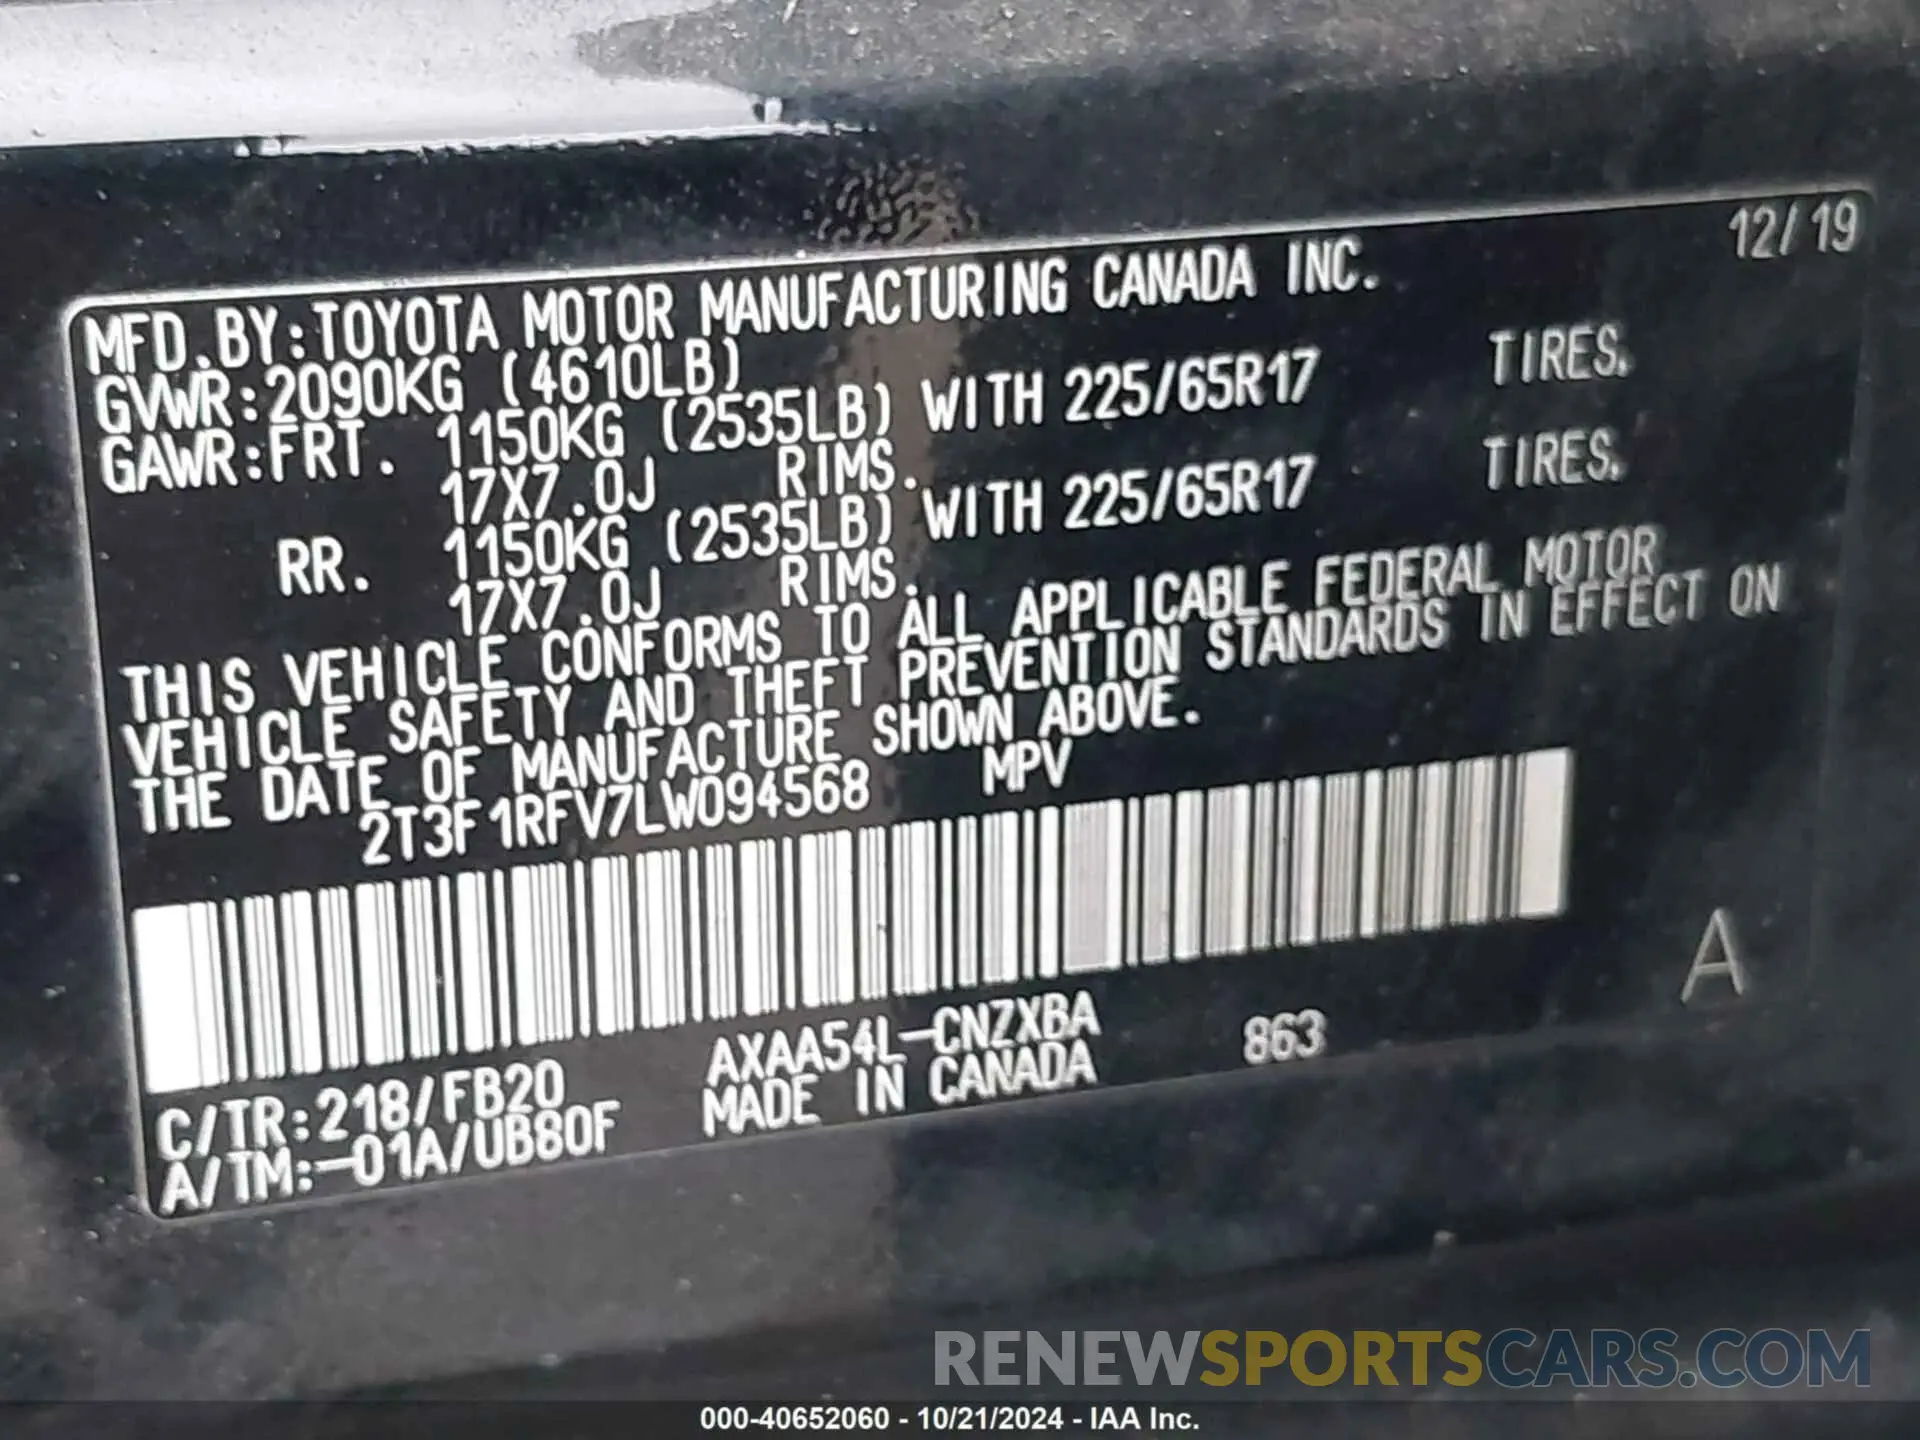 12/19
MFD.BY:TOYOTA MOTOR MANUFACTURING CANADA INC.
GVWR:2090KG (4610LB)
GAWR:FRT. 1150KG (2535LB) WITH 225/65R17 TIRES.
17X7.0J RIMS.
RR. 1150KG (2535LB) WITH 225/65R17 TIRES.
17X7.0J RIMS.
THIS VEHICLE CONFORMS TO ALL APPLICABLE FEDERAL MOTOR
VEHICLE SAFETY AND THEFT PREVENTION STANDARDS IN EFFECT ON
THE DATE OF MANUFACTURE SHOWN ABOVE.
2T3F1RFV7LW094568 MPV
A
C/TR:218/FB20 AXAA54L-CNZXBA 863
A/TM:-01A/UB80F MADE IN CANADA
RENEWSPORTSCARS.COM
000-40652060 - 10/21/2024 - IAA Inc.